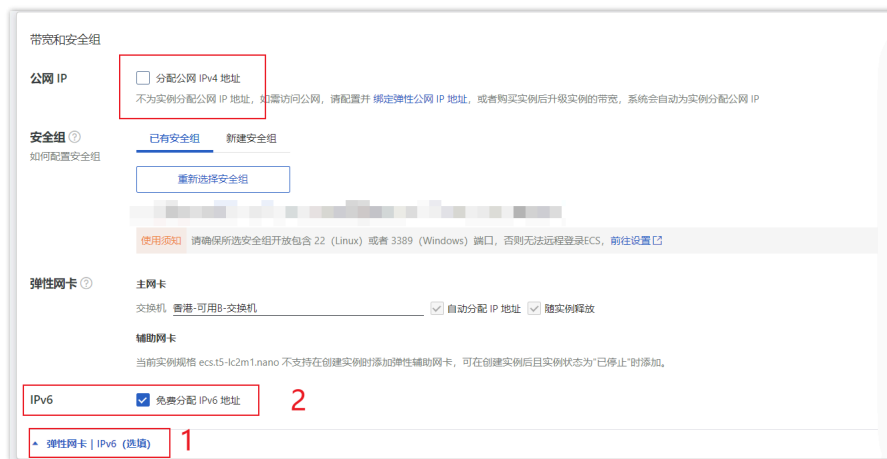 带宽和安全组
公网 IP
分配公网 IPv4 地址
不为实例分配公网 IP 地址，如需访问公网，请配置并 绑定弹性公网 IP 地址，或者购买实例后升级实例的带宽，系统会自动为实例分配公网 IP
安全组
已有安全组 新建安全组
如何配置安全组
重新选择安全组
使用须知 请确保所选安全组开放包含 22（Linux）或者 3389（Windows）端口，否则无法远程登录ECS，前往设置
弹性网卡
主网卡
交换机 香港-可用B-交换机 自动分配 IP 地址 随实例释放
辅助网卡
当前实例规格 ecs.t5-lc2m1.nano 不支持在创建实例时添加弹性辅助网卡，可在创建实例后且实例状态为"已停止"时添加。
IPv6 免费分配 IPv6 地址 2
弹性网卡 | IPv6（选填） 1